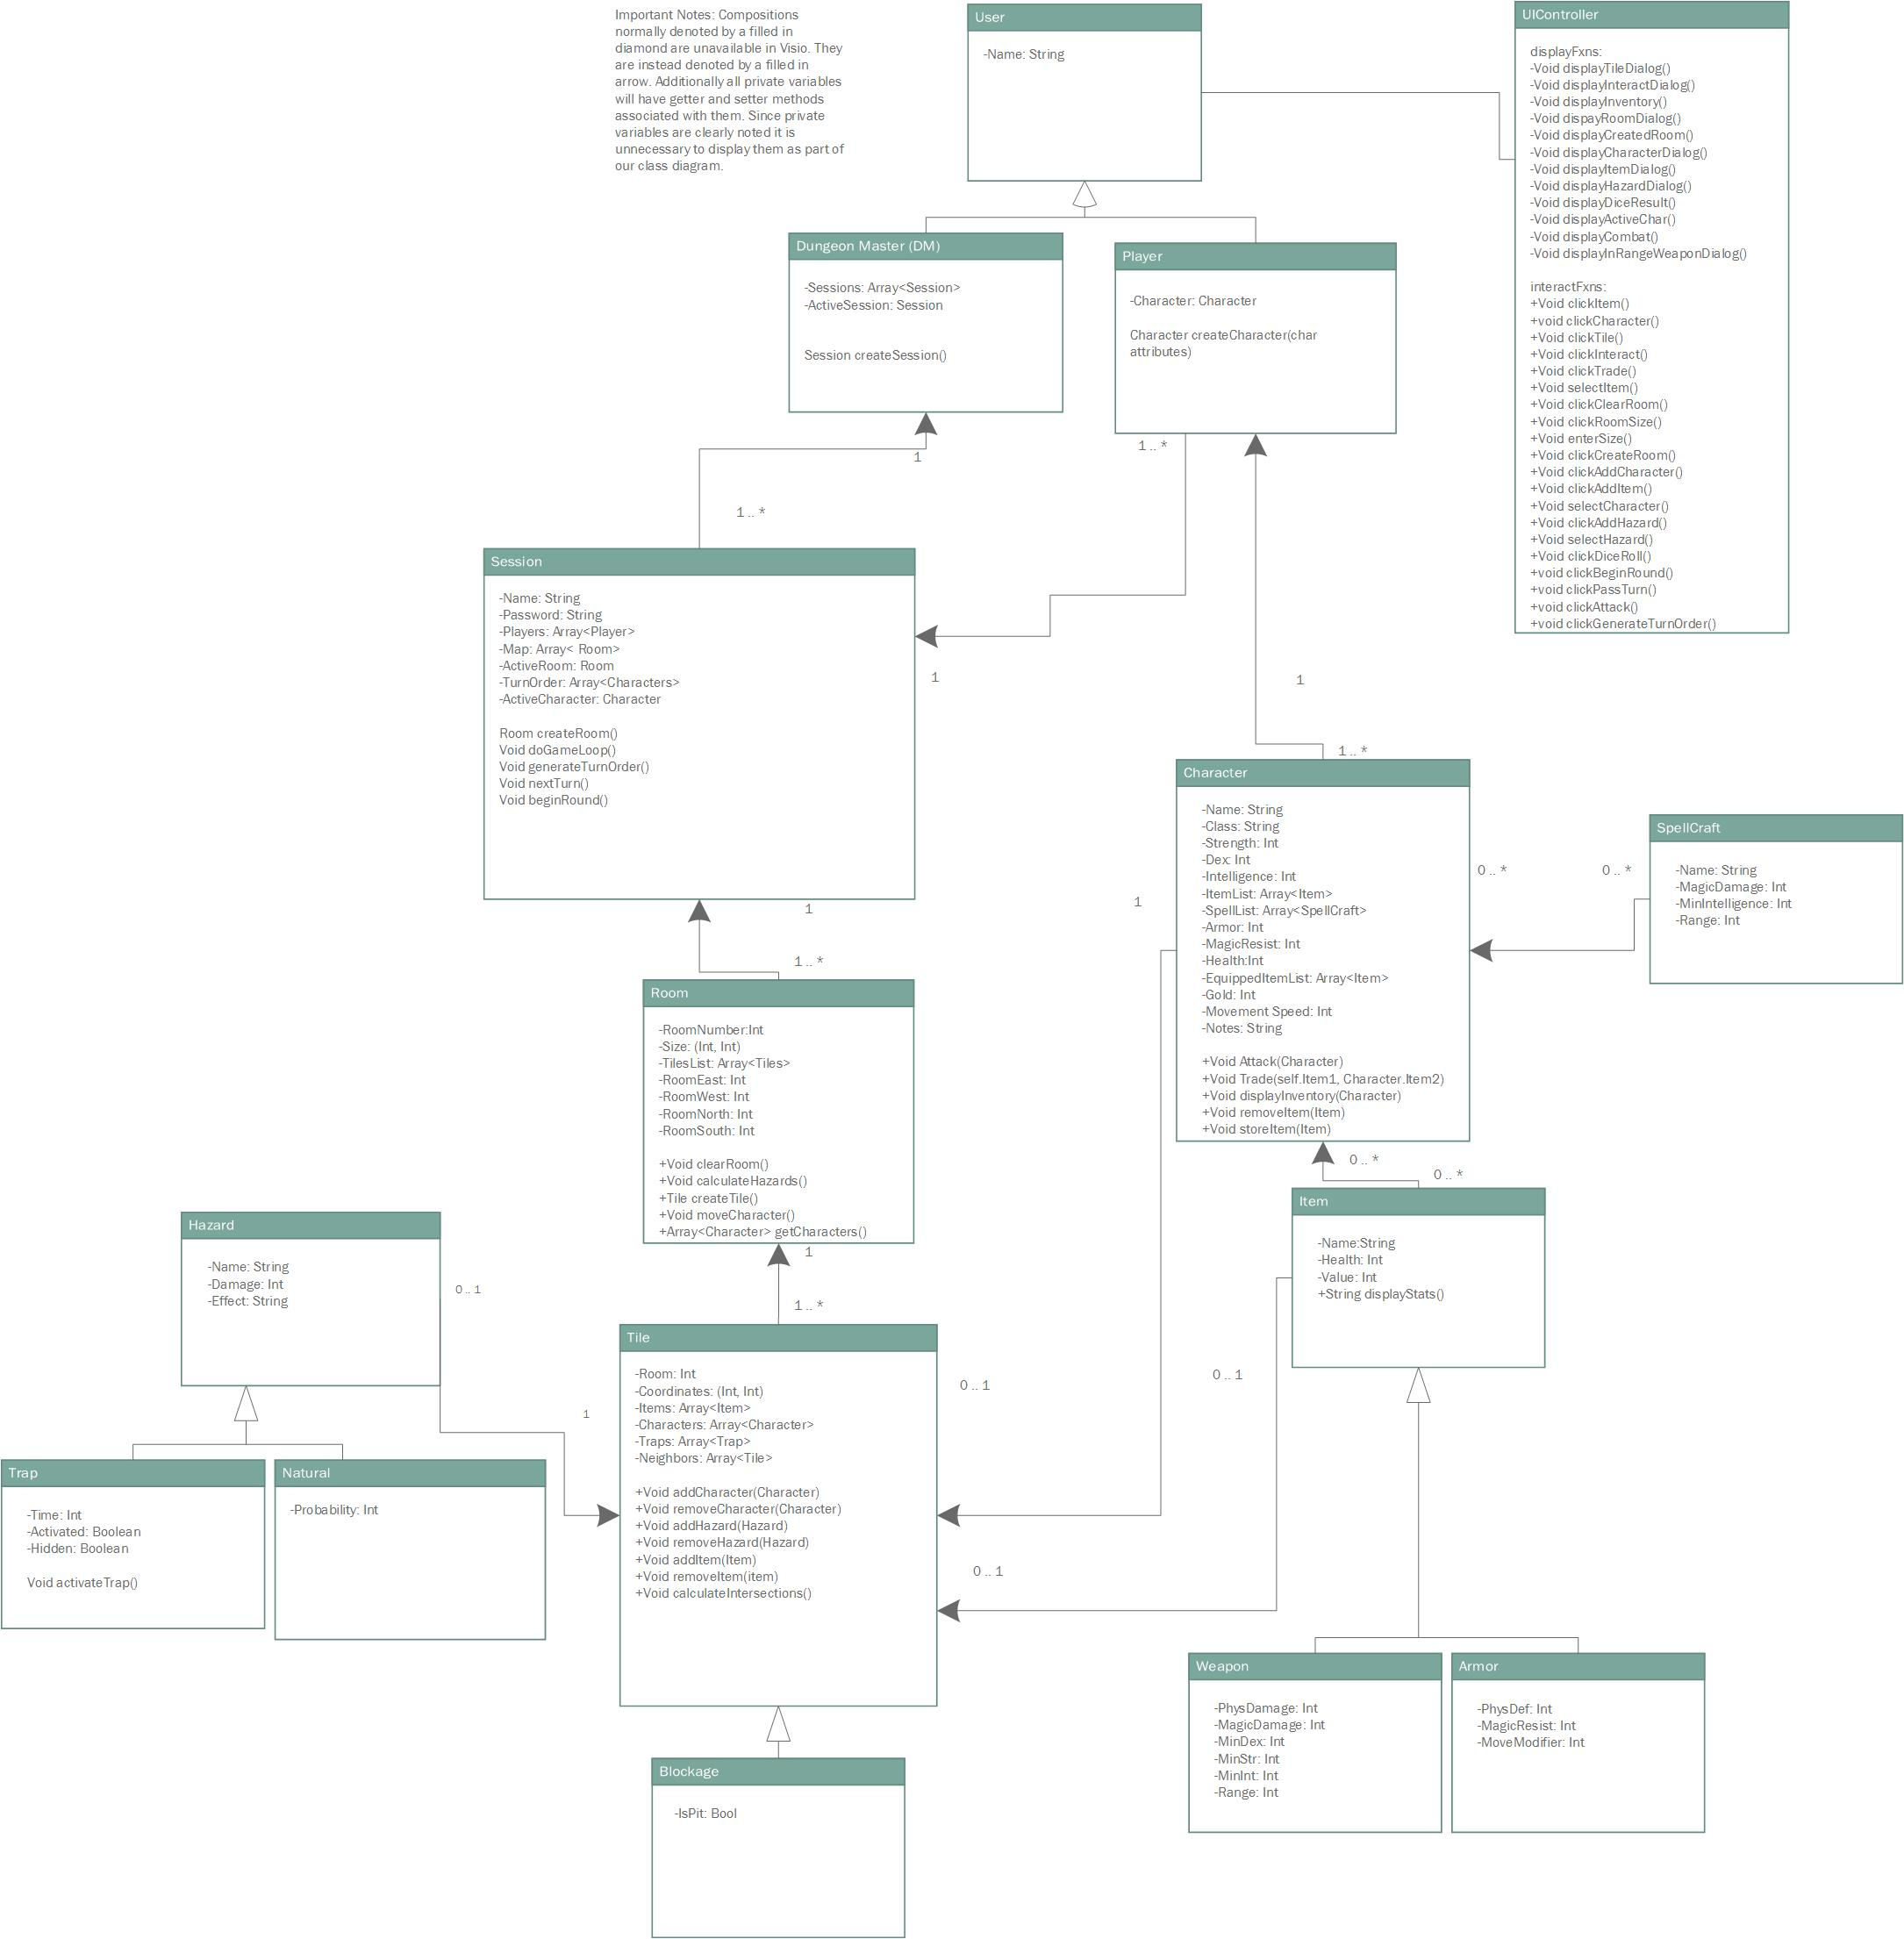 Important Notes: Compositions
normally denoted by a filled in
diamond are unavailable in Visio. They
are instead denoted by a filled in
arrow. Additionally all private variables
will have getter and setter methods
associated with them. Since private
variables are clearly noted it is
unnecessary to display them as part of
our class diagram.
User
-Name: String
UIController
displayFxns:
-Void displayTileDialog()
-Void displayInteractDialog()
-Void displayInventory()
-Void dispayRoomDialog()
-Void displayCreatedRoom()
-Void displayCharacterDialog()
-Void displayItemDialog()
-Void displayHazardDialog()
-Void displayDiceResult()
-Void displayActiveChar()
-Void displayCombat()
-Void displayInRangeWeaponDialog()
interactFxns:
+Void clickItem()
+void clickCharacter()
+Void clickTile()
+Void clickInteract()
+Void clickTrade()
+Void selectItem()
+Void clickClearRoom()
+Void clickRoomSize()
+Void enterSize()
+Void clickCreateRoom()
+Void clickAddCharacter()
+Void clickAddItem()
+Void selectCharacter()
+Void clickAddHazard()
+Void selectHazard()
+Void clickDiceRoll()
+void clickBeginRound()
+void clickPassTurn()
+void clickAttack()
+void clickGenerateTurnOrder()
Dungeon Master (DM)
-Sessions: Array<Session>
-ActiveSession: Session
Session createSession()
Player
-Character: Character
Character createCharacter(char
attributes)
1 .. *
1
1 .. *
Session
-Name: String
-Password: String
-Players: Array<Player>
-Map: Array< Room>
-ActiveRoom: Room
-TurnOrder: Array<Characters>
-ActiveCharacter: Character
Room createRoom()
Void doGameLoop()
Void generateTurnOrder()
Void nextTurn()
Void beginRound()
1
1
1 .. *
Character
-Name: String
-Class: String
-Strength: Int
-Dex: Int
-Intelligence: Int
-ItemList: Array<Item>
-SpellList: Array<SpellCraft>
-Armor: Int
-MagicResist: Int
-Health:Int
-EquippedItemList: Array<Item>
-Gold: Int
-Movement Speed: Int
-Notes: String
+Void Attack(Character)
+Void Trade(self.Item1, Character.Item2)
+Void displayInventory(Character)
+Void removeItem(Item)
+Void storeItem(Item)
0 .. *
0 .. *
SpellCraft
-Name: String
-MagicDamage: Int
-MinIntelligence: Int
-Range: Int
1
1
1 .. *
Room
-RoomNumber:Int
-Size: (Int, Int)
-TilesList: Array<Tiles>
-RoomEast: Int
-RoomWest: Int
-RoomNorth: Int
-RoomSouth: Int
+Void clearRoom()
+Void calculateHazards()
+Tile createTile()
+Void moveCharacter()
+Array<Character> getCharacters()
0 .. *
0 .. *
Item
-Name:String
-Health: Int
-Value: Int
+String displayStats()
Hazard
-Name: String
-Damage: Int
-Effect: String
0 .. 1
1
1 .. *
Tile
-Room: Int
-Coordinates: (Int, Int)
-Items: Array<Item>
-Characters: Array<Character>
-Traps: Array<Trap>
-Neighbors: Array<Tile>
+Void addCharacter(Character)
+Void removeCharacter(Character)
+Void addHazard(Hazard)
+Void removeHazard(Hazard)
+Void addItem(Item)
+Void removeItem(item)
+Void calculateIntersections()
0 .. 1
0 .. 1
1
0 .. 1
Trap
-Time: Int
-Activated: Boolean
-Hidden: Boolean
Void activateTrap()
Natural
-Probability: Int
Weapon
-PhysDamage: Int
-MagicDamage: Int
-MinDex: Int
-MinStr: Int
-MinInt: Int
-Range: Int
Armor
-PhysDef: Int
-MagicResist: Int
-MoveModifier: Int
Blockage
-IsPit: Bool